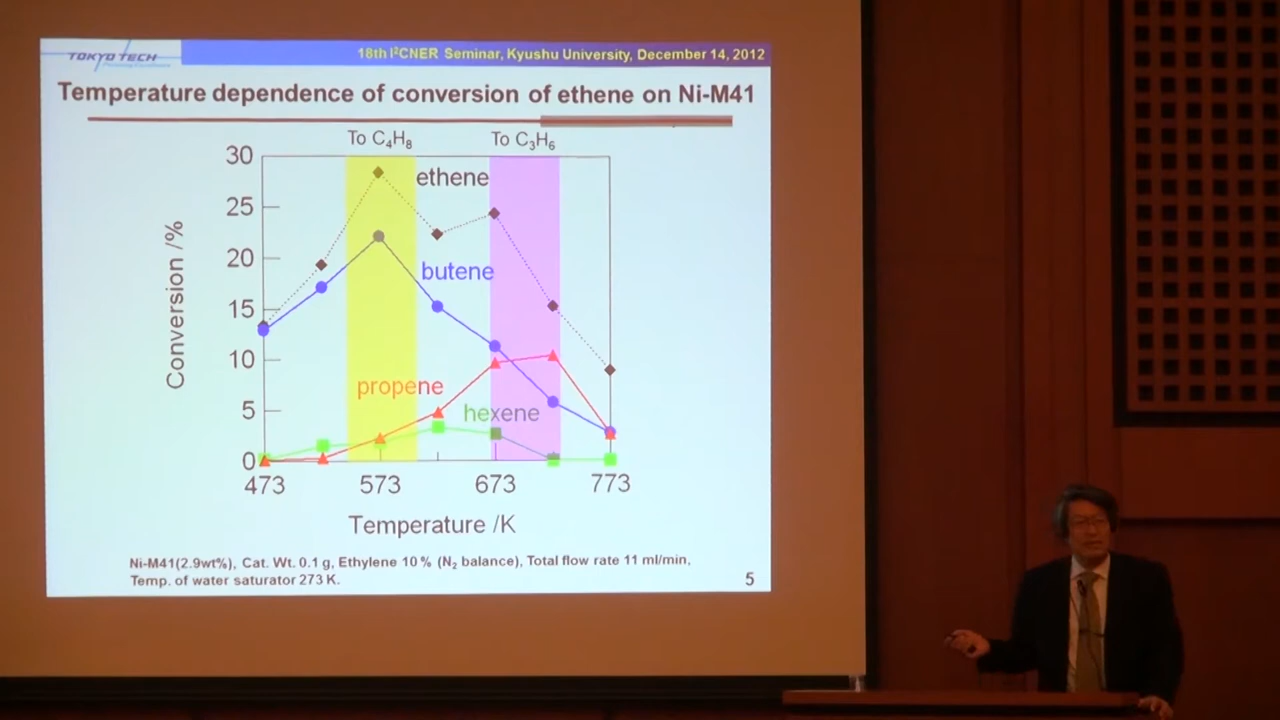 TOKYO TECH
18th I²CNER Seminar, Kyushu University, December 14, 2012
Temperature dependence of conversion of ethene on Ni-M41
To C₄H₈
To C₃H₆
30
25
20
15
10
5
0
Conversion /%
ethene
butene
propene
hexene
473
573
673
773
Temperature /K
Ni-M41(2.9wt%), Cat. Wt. 0.1 g, Ethylene 10 % (N₂ balance), Total flow rate 11 ml/min,
Temp. of water saturator 273 K.
5